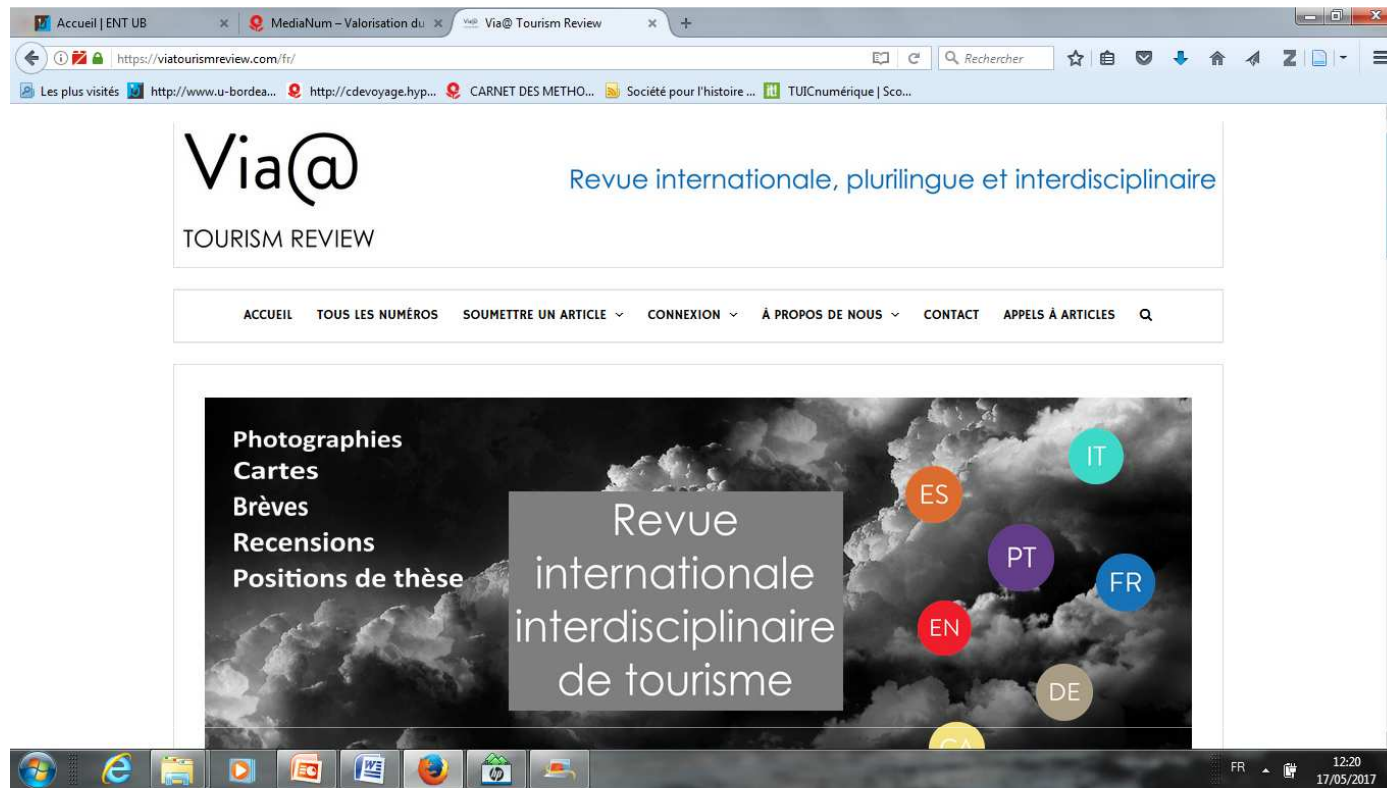 Accueil | ENT UB
MediaNum – Valorisation du
Via@ Tourism Review
https://viatourismreview.com/fr/
Rechercher
Les plus visités
http://www.u-bordea...
http://cdevoyage.hyp...
CARNET DES METHO...
Société pour l'histoire ...
TUICnumérique | Sco...
Via@
TOURISM REVIEW
Revue internationale, plurilingue et interdisciplinaire
ACCUEIL TOUS LES NUMÉROS SOUMETTRE UN ARTICLE CONNEXION À PROPOS DE NOUS CONTACT APPELS À ARTICLES
Photographies
Cartes
Brèves
Recensions
Positions de thèse
Revue
internationale
interdisciplinaire
de tourisme
IT
ES
PT
FR
EN
DE
CA
FR
12:20
17/05/2017